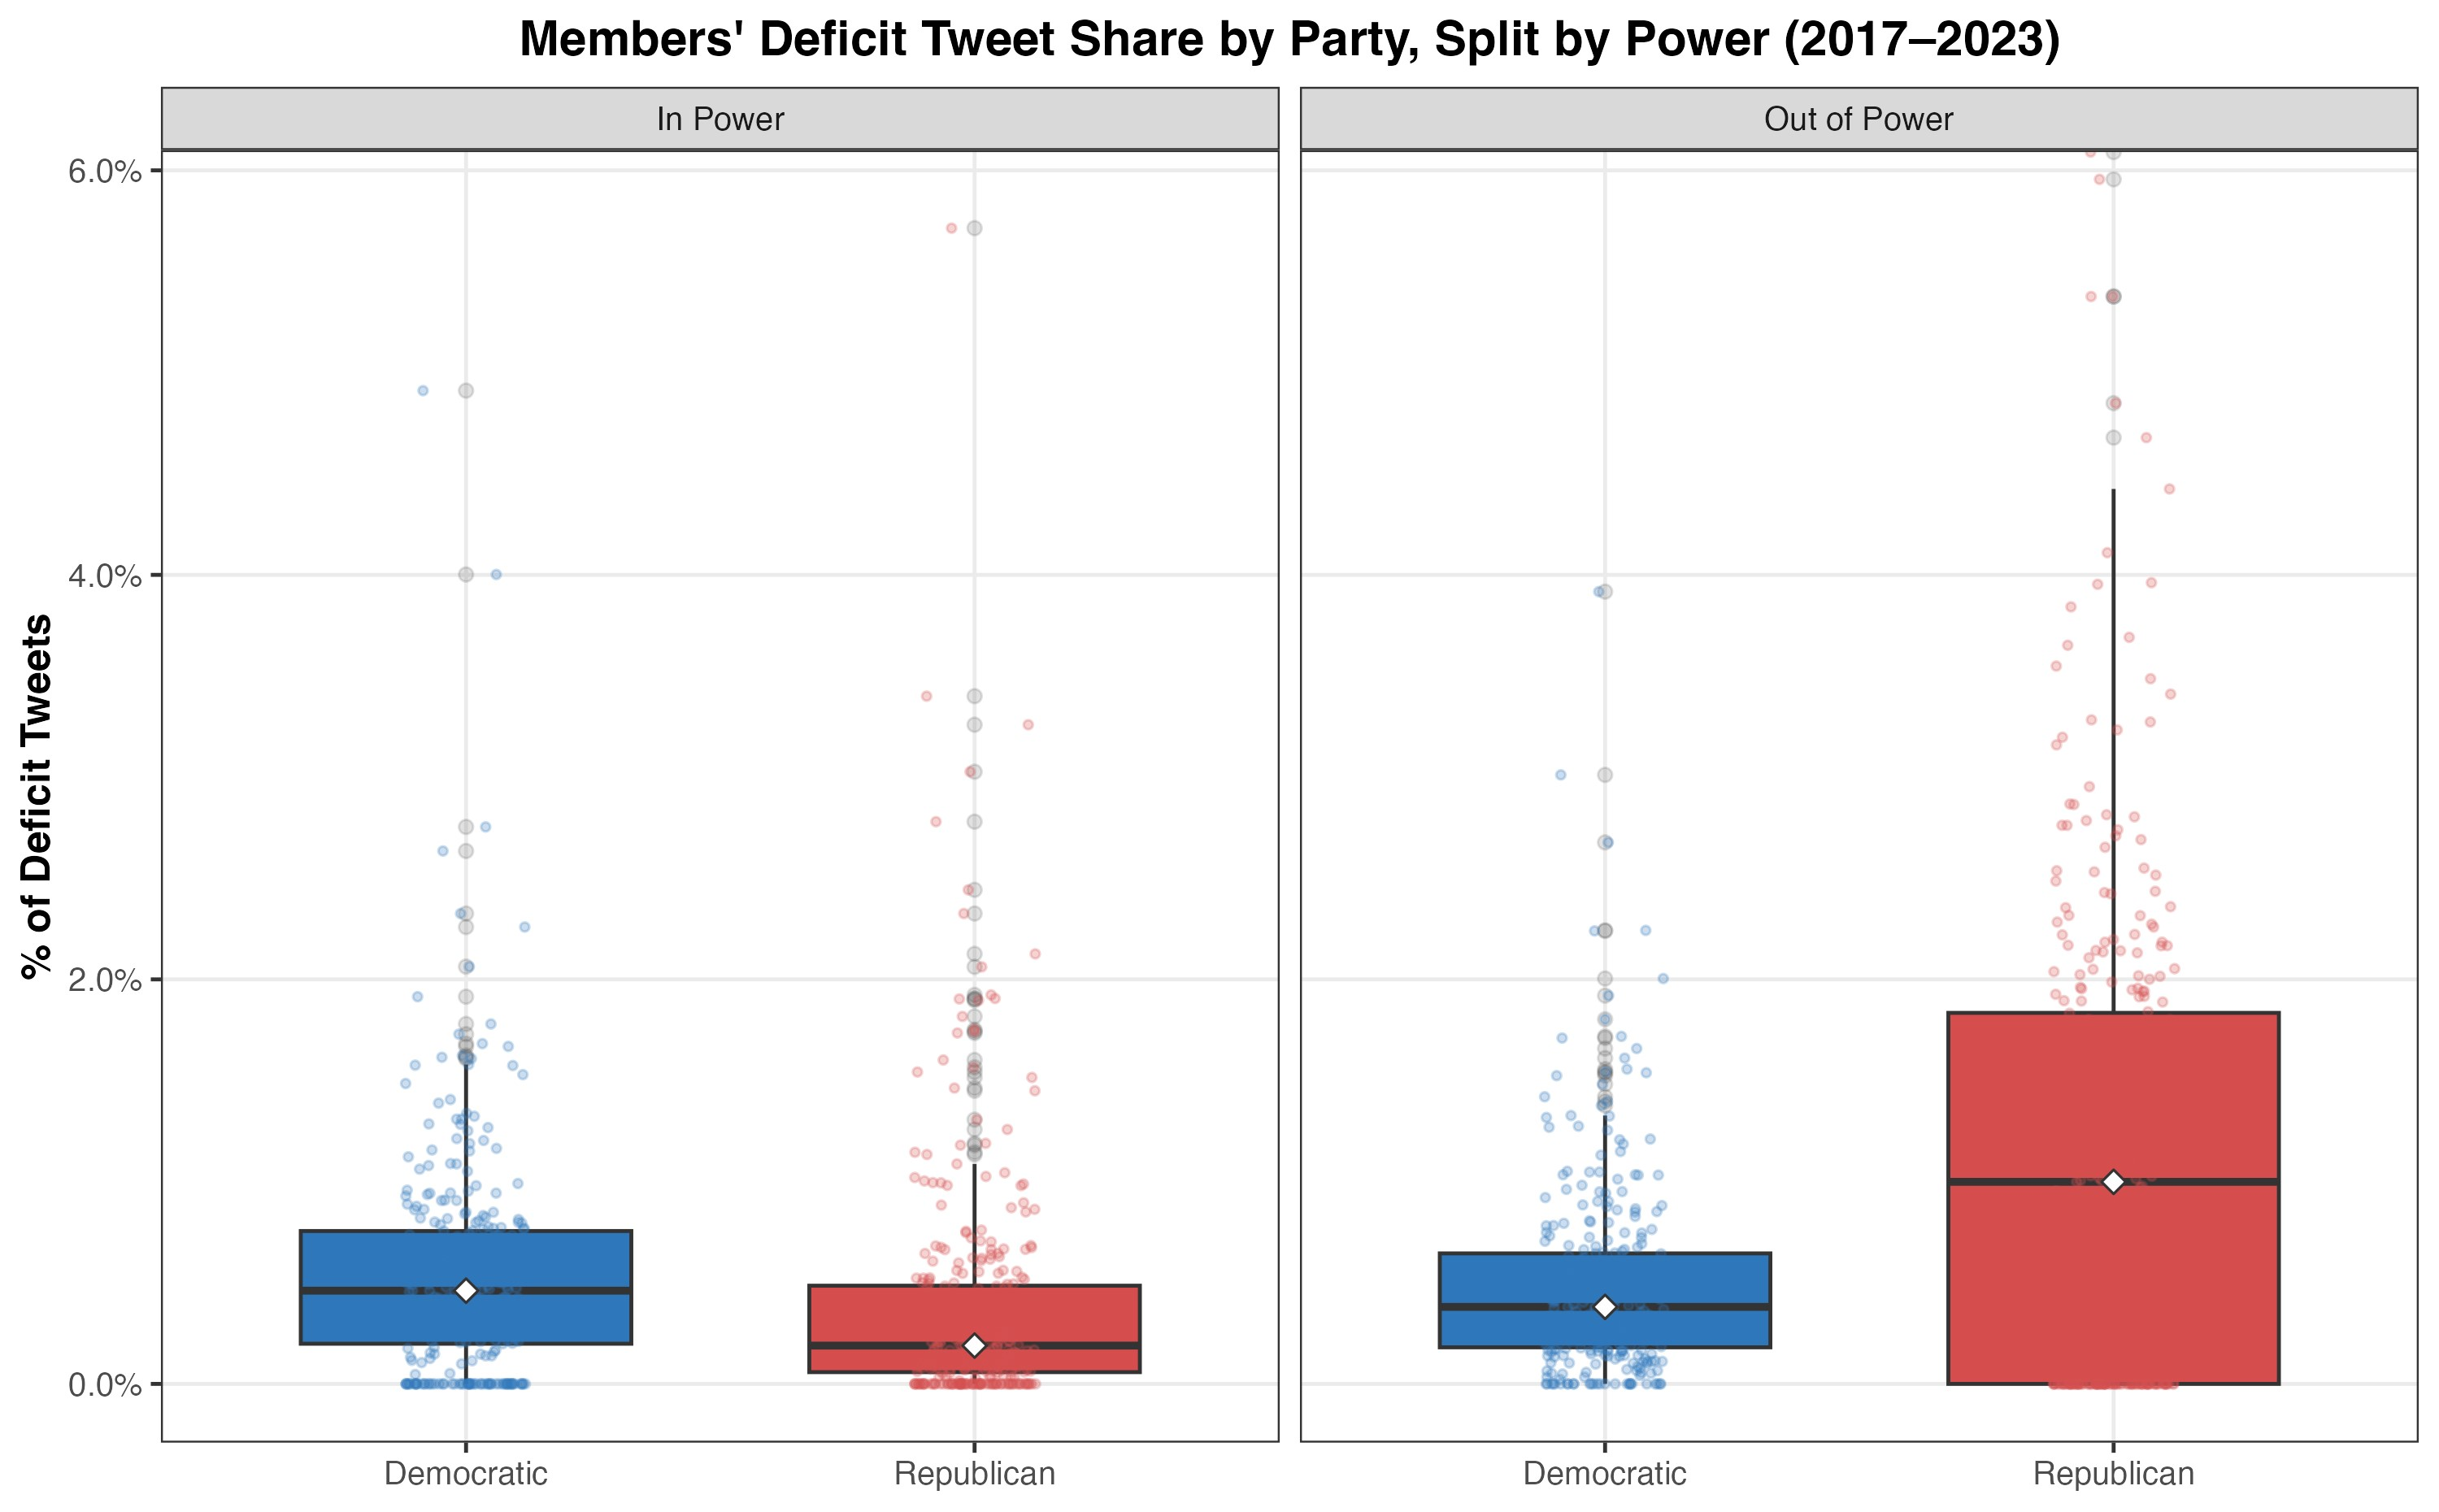 Members' Deficit Tweet Share by Party, Split by Power (2017–2023)
In Power
Out of Power
% of Deficit Tweets
6.0%
4.0%
2.0%
0.0%
Democratic
Republican
Democratic
Republican